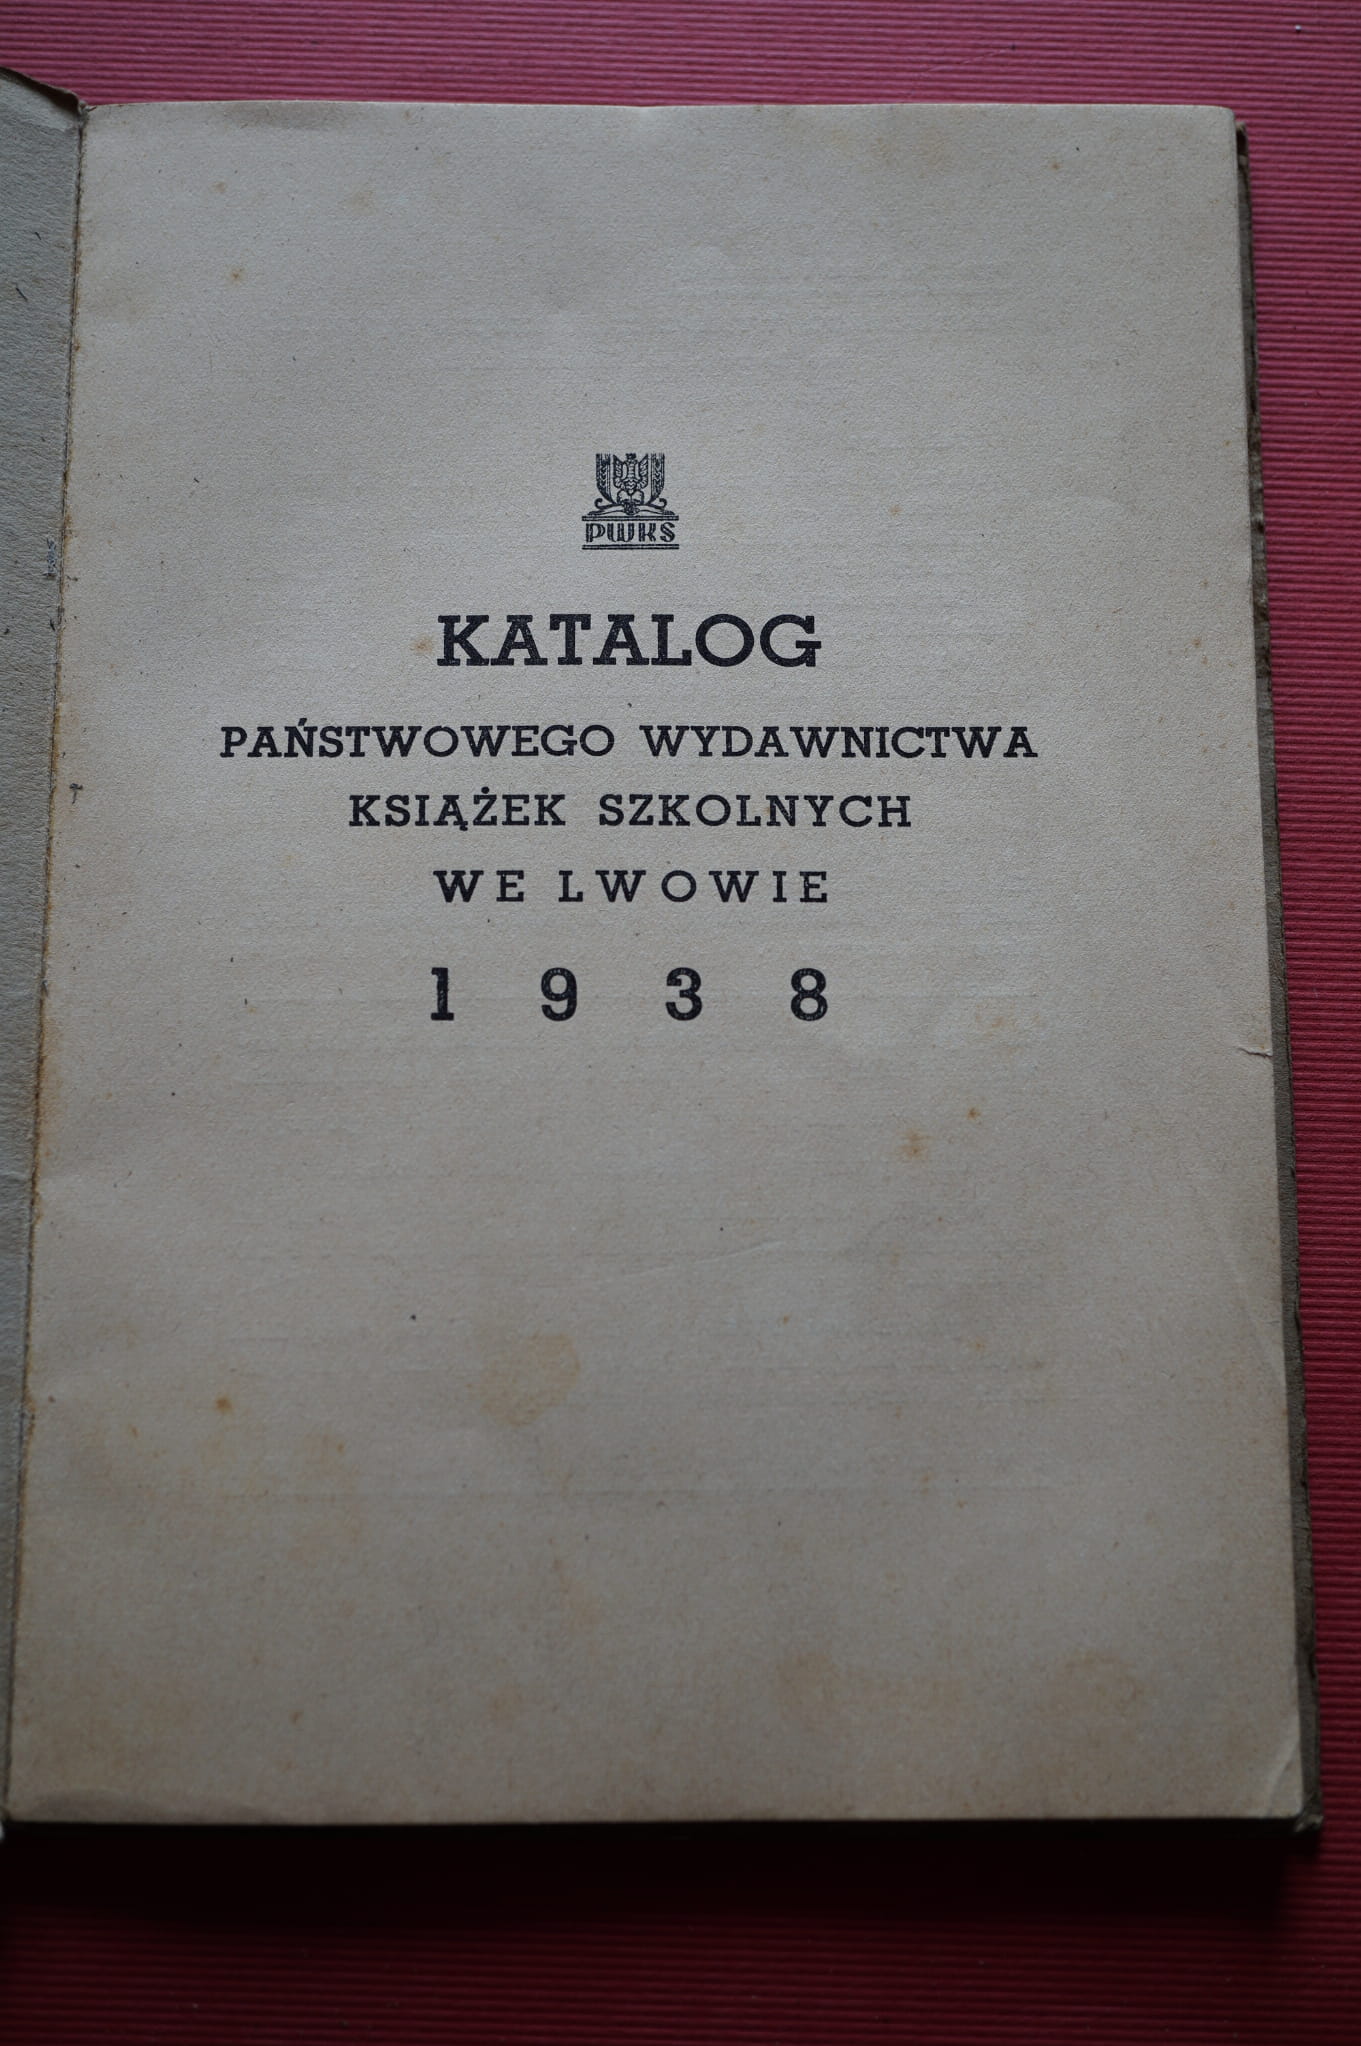 PWKS
KATALOG
PAŃSTWOWEGO WYDAWNICTWA
KSIĄŻEK SZKOLNYCH
WE LWOWIE
1 9 3 8